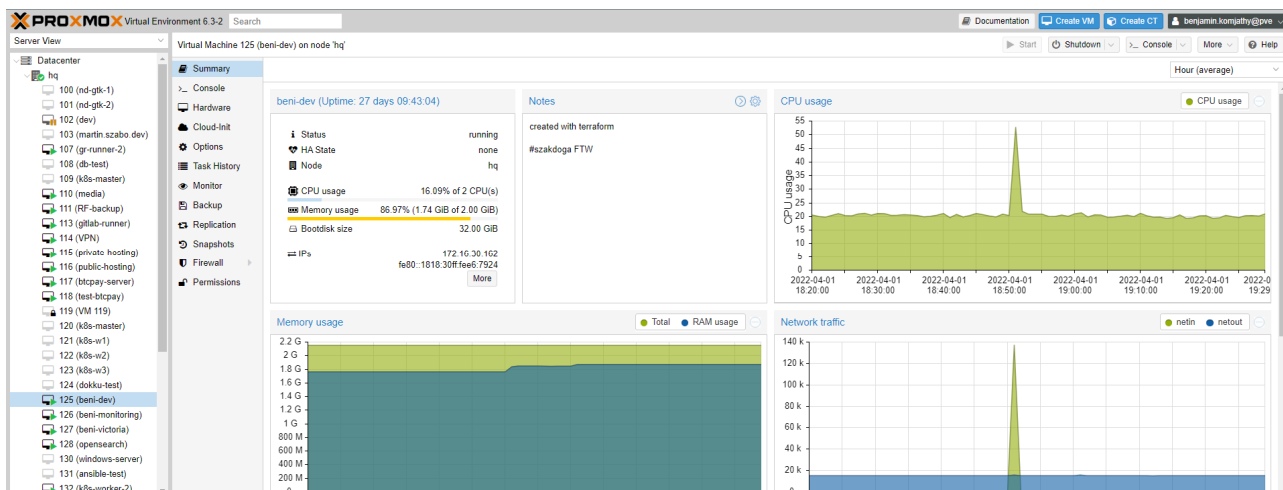 PROXMOX Virtual Environment 6.3-2 Search Documentation Create VM Create CT benjamin.komjathy@pve
Server View
Virtual Machine 125 (beni-dev) on node 'hq' Start Shutdown Console More Help
Datacenter
hq
100 (nd-gtk-1)
101 (nd-gtk-2)
102 (dev)
103 (martin.szabo.dev)
107 (gr-runner-2)
108 (db-test)
109 (k8s-master)
110 (media)
111 (RF-backup)
113 (gitlab-runner)
114 (VPN)
115 (private-hosting)
116 (public-hosting)
117 (btcpay-server)
118 (test-btcpay)
119 (VM 119)
120 (k8s-master)
121 (k8s-w1)
122 (k8s-w2)
123 (k8s-w3)
124 (dokku-test)
125 (beni-dev)
126 (beni-monitoring)
127 (beni-victoria)
128 (opensearch)
130 (windows-server)
131 (ansible-test)
132 (k8s-worker-2)
Summary
Console
Hardware
Cloud-Init
Options
Task History
Monitor
Backup
Replication
Snapshots
Firewall
Permissions
Hour (average)
beni-dev (Uptime: 27 days 09:43:04)
Status running
HA State none
Node hq
CPU usage 16.09% of 2 CPU(s)
Memory usage 86.97% (1.74 GiB of 2.00 GiB)
Bootdisk size 32.00 GiB
IPs 172.16.30.162
fe80::1818:30ff:fee6:7924
More
Notes
created with terraform
#szakdoga FTW
CPU usage
CPU usage
CPU usage
55
50
45
40
35
30
25
20
15
10
5
0
2022-04-01 2022-04-01 2022-04-01 2022-04-01 2022-04-01 2022-04-01 2022-04-01 2022-0
18:20:00 18:30:00 18:40:00 18:50:00 19:00:00 19:10:00 19:20:00 19:29
Memory usage
Total RAM usage
2.2 G
2 G
1.8 G
1.6 G
1.4 G
1.2 G
1 G
800 M
600 M
400 M
200 M
Network traffic
netin netout
140 k
120 k
100 k
80 k
60 k
40 k
20 k